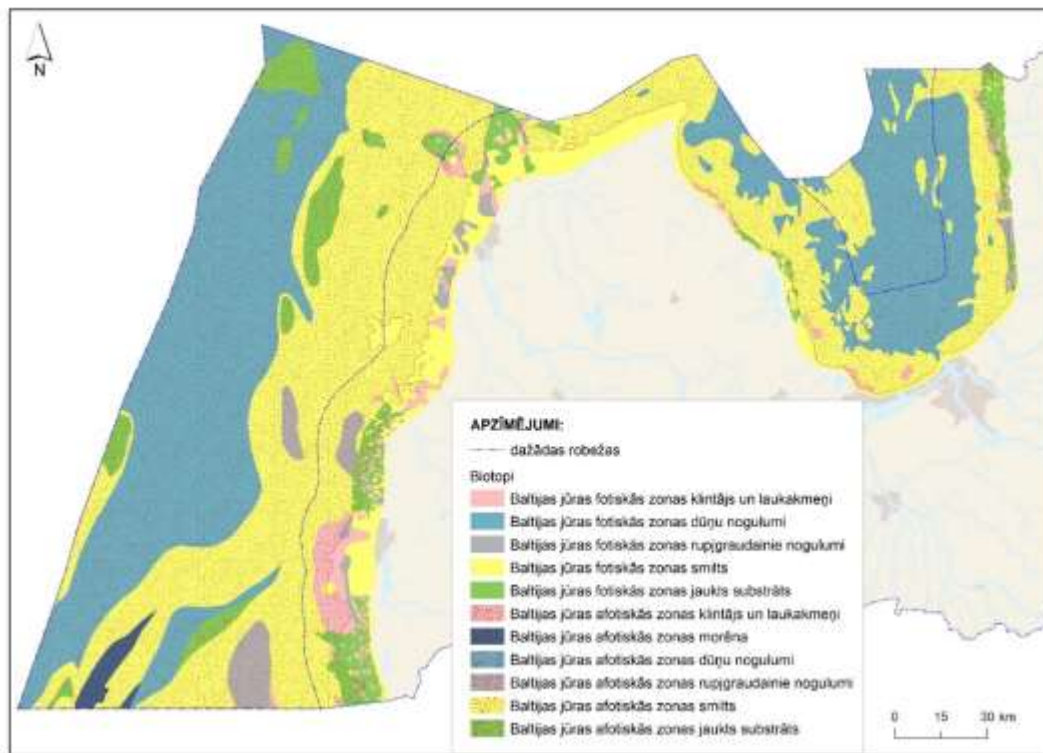 N
APZĪMĒJUMI:
dažādas robežas
Biotopi
Baltijas jūras fotiskās zonas klintājs un laukakmeņi
Baltijas jūras fotiskās zonas dūņu nogulumi
Baltijas jūras fotiskās zonas rupjgraudainie nogulumi
Baltijas jūras fotiskās zonas smilts
Baltijas jūras fotiskās zonas jaukts substrāts
Baltijas jūras afotiskās zonas klintājs un laukakmeņi
Baltijas jūras afotiskās zonas morēna
Baltijas jūras afotiskās zonas dūņu nogulumi
Baltijas jūras afotiskās zonas rupjgraudainie nogulumi
Baltijas jūras afotiskās zonas smilts
Baltijas jūras afotiskās zonas jaukts substrāts
0 15 30 km